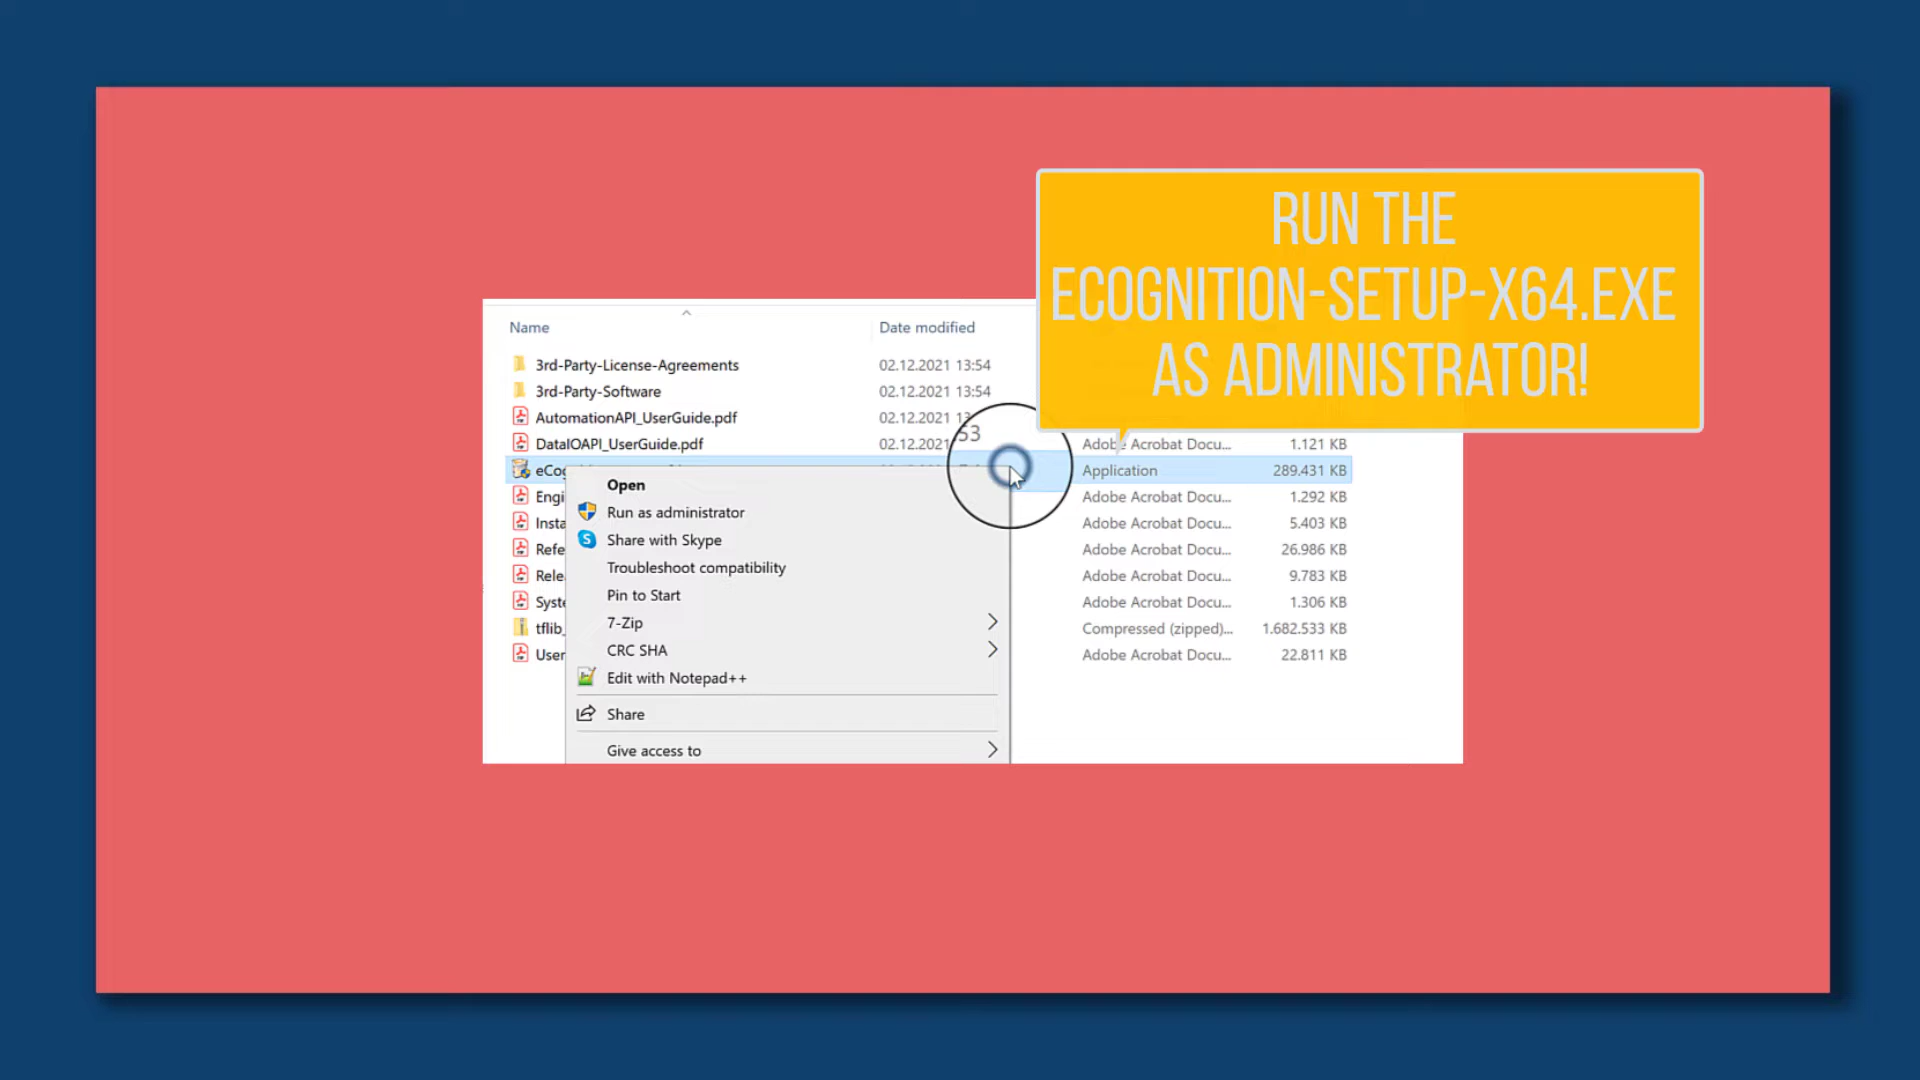 RUN THE
ECOGNITION-SETUP-X64.EXE
AS ADMINISTRATOR!
Name Date modified
3rd-Party-License-Agreements 02.12.2021 13:54
3rd-Party-Software 02.12.2021 13:54
AutomationAPI_UserGuide.pdf 02.12.2021
DataIOAPI_UserGuide.pdf 02.12.2021 53 Adobe Acrobat Docu... 1.121 KB
Application 289.431 KB
Open
Engi Adobe Acrobat Docu... 1.292 KB
Run as administrator
Insta Adobe Acrobat Docu... 5.403 KB
Share with Skype
Refe Adobe Acrobat Docu... 26.986 KB
Troubleshoot compatibility
Rele Adobe Acrobat Docu... 9.783 KB
Pin to Start
Syste Adobe Acrobat Docu... 1.306 KB
7-Zip
tflib_ Compressed (zipped)... 1.682.533 KB
CRC SHA
User Adobe Acrobat Docu... 22.811 KB
Edit with Notepad++
Share
Give access to